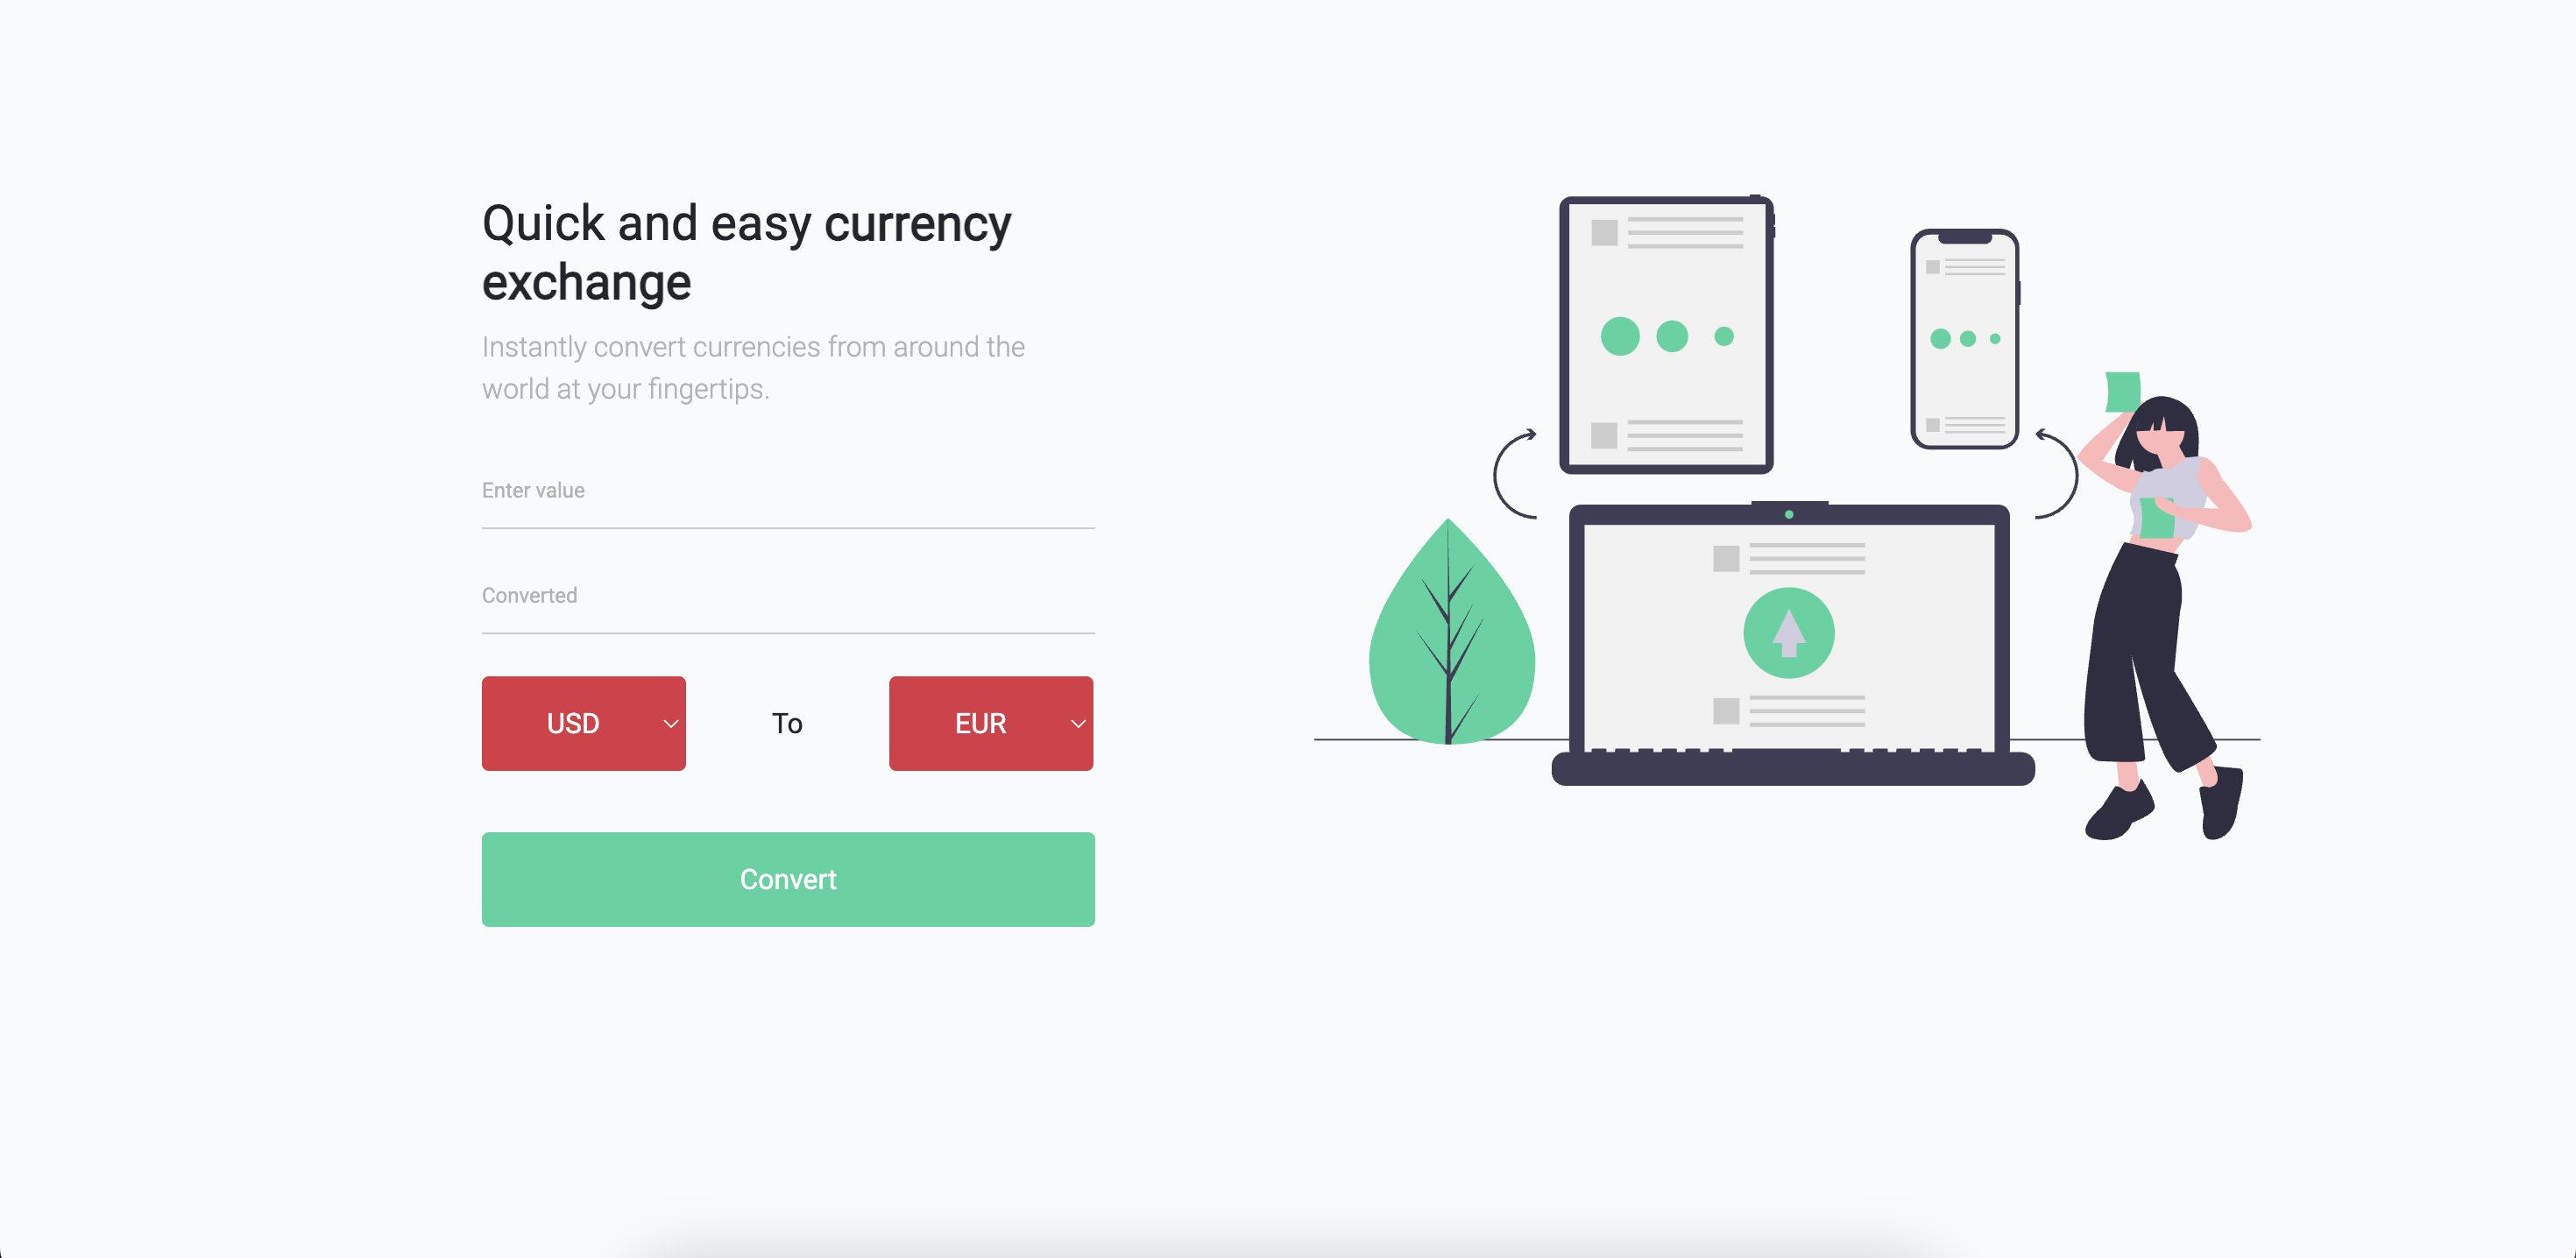 Quick and easy currency
exchange
Instantly convert currencies from around the
world at your fingertips.
Enter value
Converted
USD
To
EUR
Convert